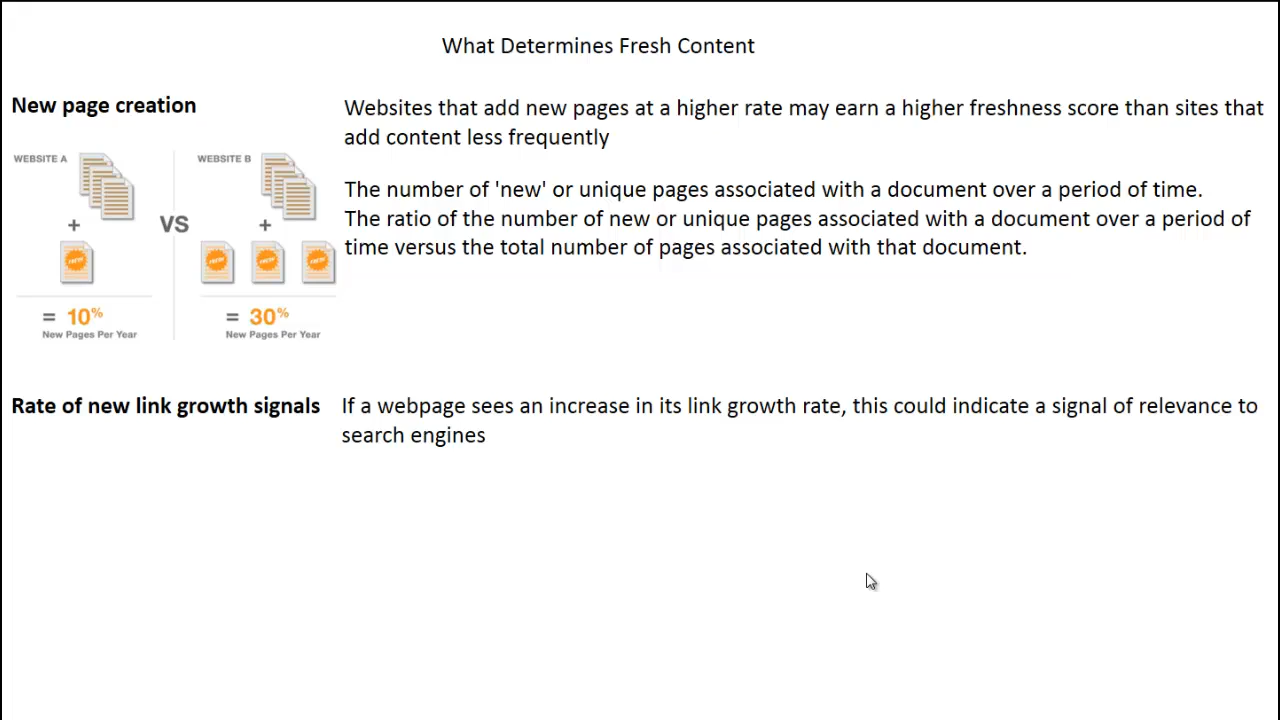 What Determines Fresh Content
New page creation
Websites that add new pages at a higher rate may earn a higher freshness score than sites that
add content less frequently
WEBSITE A
WEBSITE B
VS
+
+
FRESH
FRESH
FRESH
FRESH
= 10%
New Pages Per Year
= 30%
New Pages Per Year
The number of 'new' or unique pages associated with a document over a period of time.
The ratio of the number of new or unique pages associated with a document over a period of
time versus the total number of pages associated with that document.
Rate of new link growth signals
If a webpage sees an increase in its link growth rate, this could indicate a signal of relevance to
search engines